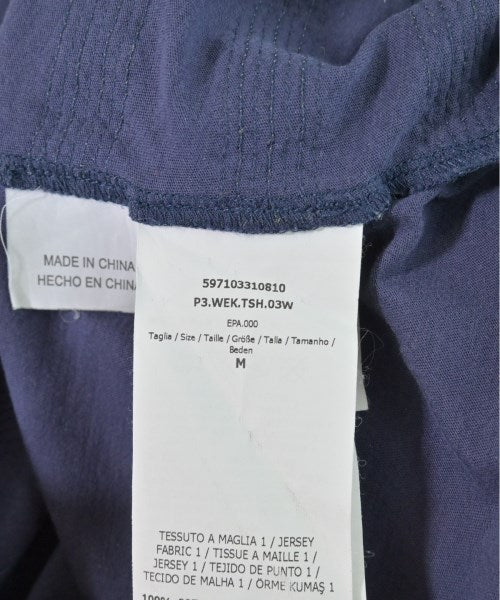 MADE IN CHINA
HECHO EN CHINA
597103310810
P3.WEK.TSH.03W
EPA.000
Taglia / Size / Taille / Größe / Talla / Tamanho /
Beden
M
TESSUTO A MAGLIA 1 / JERSEY
FABRIC 1 / TISSUE A MAILLE 1 /
JERSEY 1 / TEJIDO DE PUNTO 1 /
TECIDO DE MALHA 1 / ÖRME KUMAŞ 1
100%